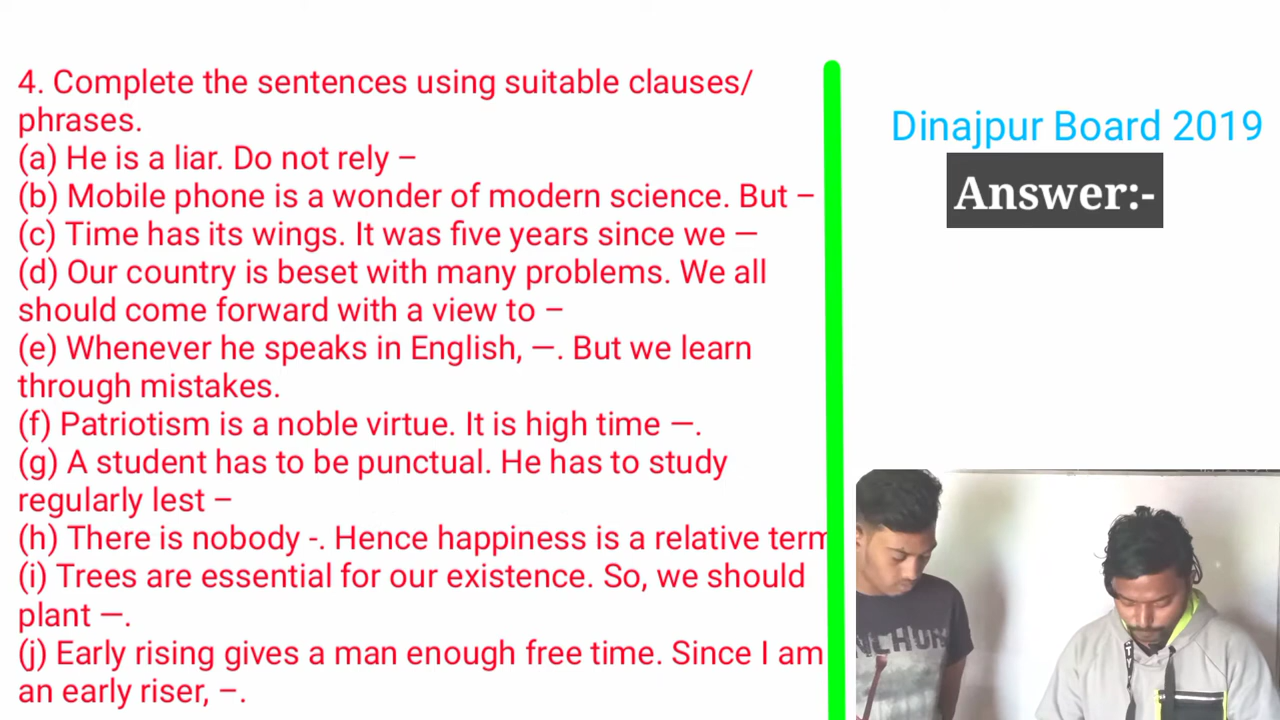 4. Complete the sentences using suitable clauses/
phrases.
(a) He is a liar. Do not rely –
(b) Mobile phone is a wonder of modern science. But –
(c) Time has its wings. It was five years since we —
(d) Our country is beset with many problems. We all
should come forward with a view to –
(e) Whenever he speaks in English, —. But we learn
through mistakes.
(f) Patriotism is a noble virtue. It is high time —.
(g) A student has to be punctual. He has to study
regularly lest –
(h) There is nobody -. Hence happiness is a relative term
(i) Trees are essential for our existence. So, we should
plant —.
(j) Early rising gives a man enough free time. Since I am
an early riser, –.
Dinajpur Board 2019
Answer:-